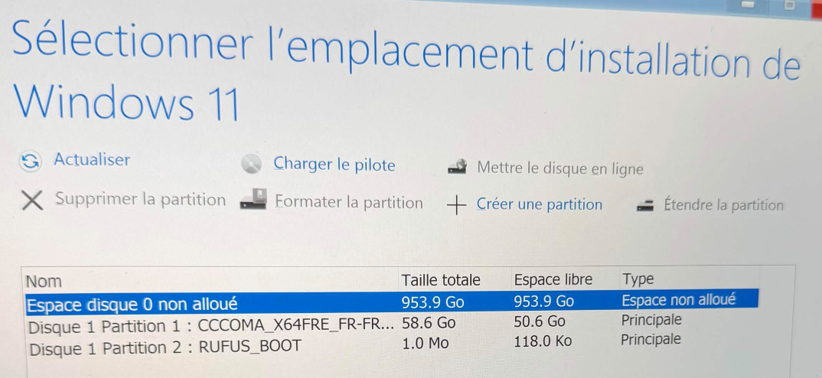 Sélectionner l'emplacement d'installation de
Windows 11
Actualiser Charger le pilote Mettre le disque en ligne
Supprimer la partition Formater la partition Créer une partition Étendre la partition
Nom Taille totale Espace libre Type
Espace disque 0 non alloué 953.9 Go 953.9 Go Espace non alloué
Disque 1 Partition 1 : CCCOMA_X64FRE_FR-FR... 58.6 Go 50.6 Go Principale
Disque 1 Partition 2 : RUFUS_BOOT 1.0 Mo 118.0 Ko Principale